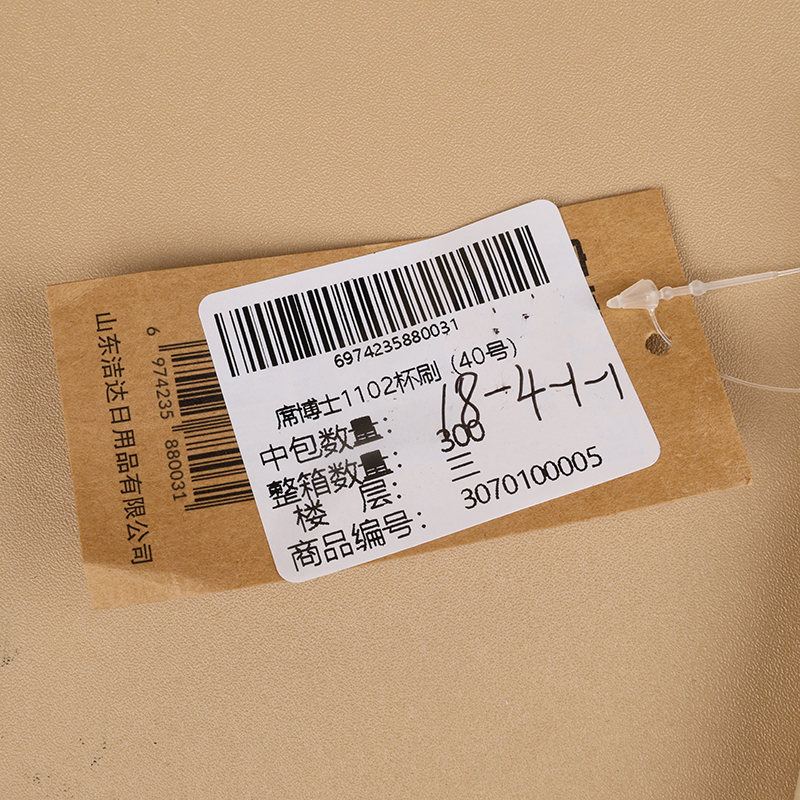 6974235880031
席博士1102杯刷（40号）
中包数量：
18-4-1-1
整箱数量：300
楼 层：三
商品编号：3070100005
6 974235 880031
山东洁达日用品有限公司